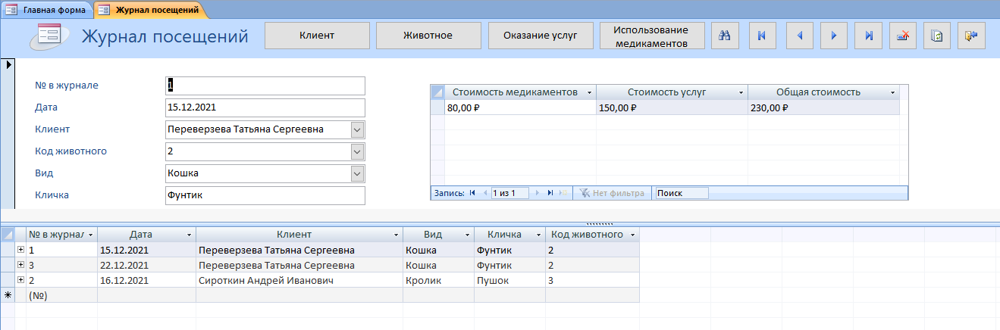 Главная форма Журнал посещений
Журнал посещений Клиент Животное Оказание услуг Использование медикаментов
№ в журнале 1
Дата 15.12.2021
Клиент Переверзева Татьяна Сергеевна
Код животного 2
Вид Кошка
Кличка Фунтик
Стоимость медикаментов Стоимость услуг Общая стоимость
80,00 ₽ 150,00 ₽ 230,00 ₽
Запись: 1 из 1 Нет фильтра Поиск
№ в журнал Дата Клиент Вид Кличка Код животного
1 15.12.2021 Переверзева Татьяна Сергеевна Кошка Фунтик 2
3 22.12.2021 Переверзева Татьяна Сергеевна Кошка Фунтик 2
2 16.12.2021 Сироткин Андрей Иванович Кролик Пушок 3
(№)